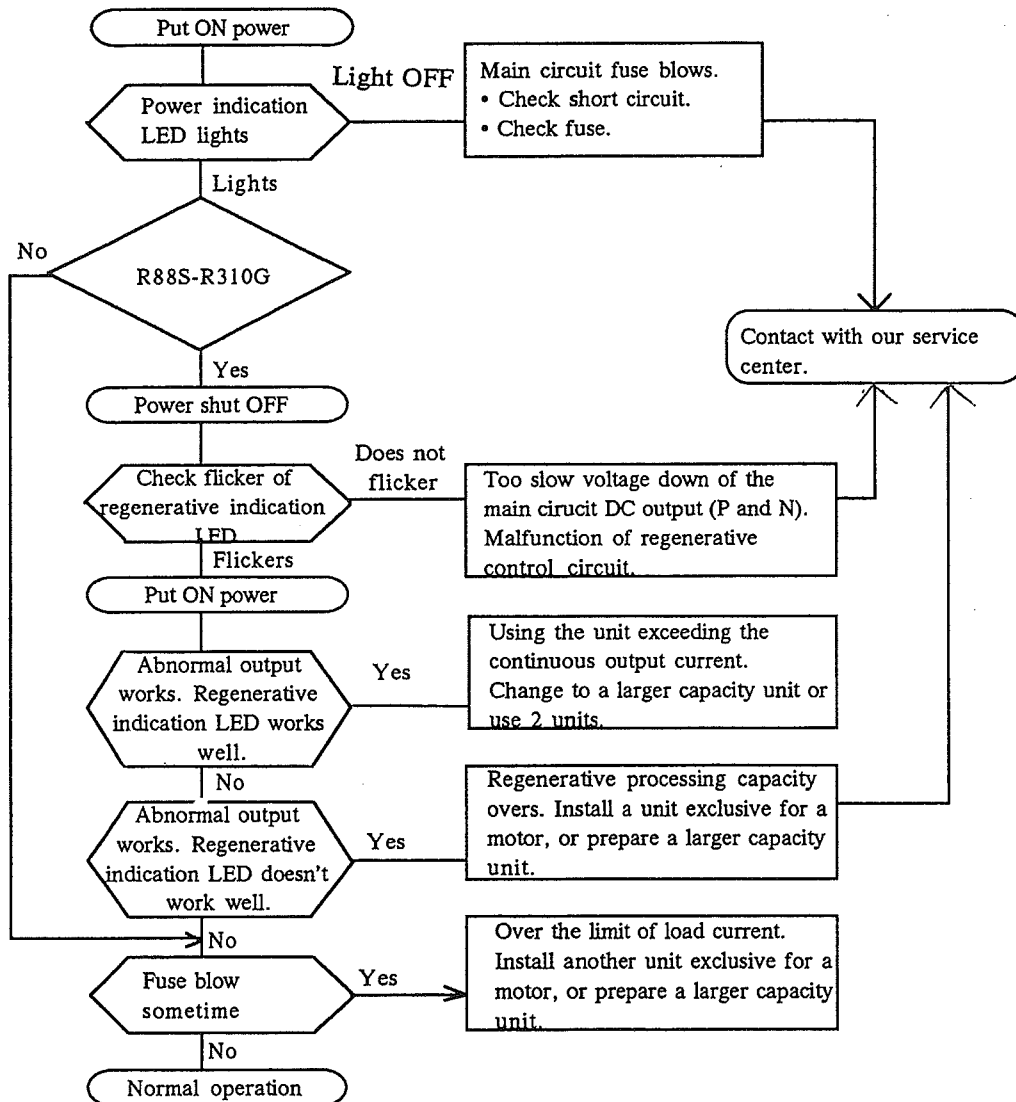 Put ON power
Light OFF
Main circuit fuse blows.
• Check short circuit.
• Check fuse.
Power indication
LED lights
Lights
No
R88S-R310G
Contact with our service
center.
Yes
Power shut OFF
Does not
flicker
Check flicker of
regenerative indication
LED
Too slow voltage down of the
main cirucit DC output (P and N).
Malfunction of regenerative
control circuit.
Flickers
Put ON power
Abnormal output
works. Regenerative
indication LED works
well.
Yes
Using the unit exceeding the
continuous output current.
Change to a larger capacity unit or
use 2 units.
No
Abnormal output
works. Regenerative
indication LED doesn't
work well.
Yes
Regenerative processing capacity
overs. Install a unit exclusive for a
motor, or prepare a larger capacity
unit.
No
Fuse blow
sometime
Yes
Over the limit of load current.
Install another unit exclusive for a
motor, or prepare a larger capacity
unit.
No
Normal operation